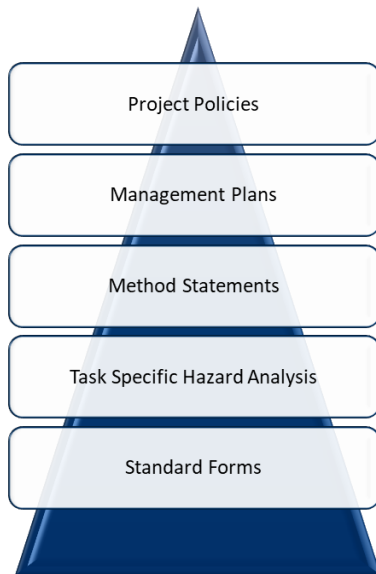 Project Policies
Management Plans
Method Statements
Task Specific Hazard Analysis
Standard Forms